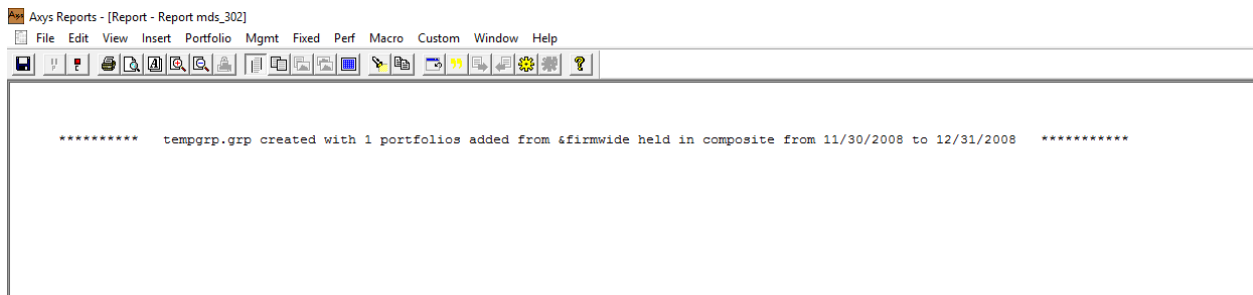 Axys Reports - [Report - Report mds_302]
File Edit View Insert Portfolio Mgmt Fixed Perf Macro Custom Window Help
********** tempgrp.grp created with 1 portfolios added from &firmwide held in composite from 11/30/2008 to 12/31/2008 ***********